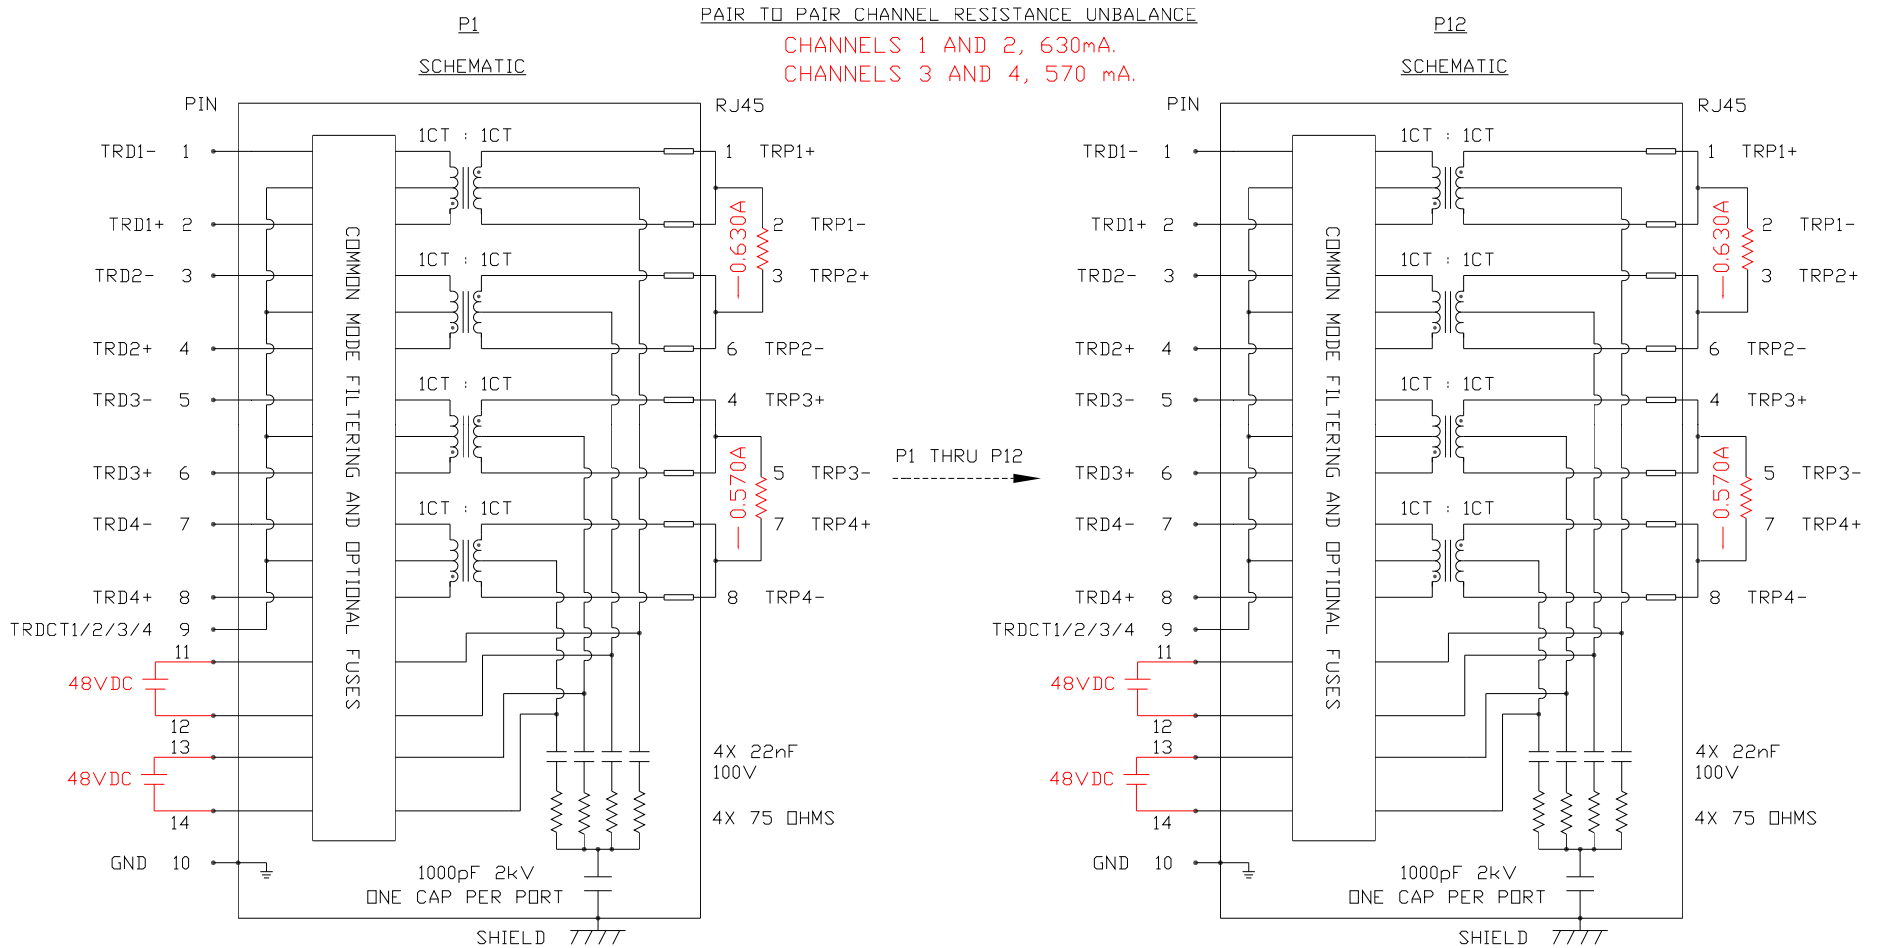 PAIR TO PAIR CHANNEL RESISTANCE UNBALANCE
CHANNELS 1 AND 2, 630mA.
CHANNELS 3 AND 4, 570 mA.
P1
SCHEMATIC
PIN
RJ45
1CT : 1CT
TRD1- 1
1 TRP1+
TRD1+ 2
2 TRP1-
-0.630A
1CT : 1CT
TRD2- 3
3 TRP2+
TRD2+ 4
6 TRP2-
1CT : 1CT
TRD3- 5
4 TRP3+
TRD3+ 6
5 TRP3-
-0.570A
1CT : 1CT
TRD4- 7
7 TRP4+
TRD4+ 8
8 TRP4-
TRDCT1/2/3/4 9
COMMON MODE FILTERING AND OPTIONAL FUSES
11
48VDC
12
13
48VDC
14
4X 22nF
100V
4X 75 OHMS
GND 10
1000pF 2kV
ONE CAP PER PORT
SHIELD
P1 THRU P12
P12
SCHEMATIC
PIN
RJ45
1CT : 1CT
TRD1- 1
1 TRP1+
TRD1+ 2
2 TRP1-
-0.630A
1CT : 1CT
TRD2- 3
3 TRP2+
TRD2+ 4
6 TRP2-
1CT : 1CT
TRD3- 5
4 TRP3+
TRD3+ 6
5 TRP3-
-0.570A
1CT : 1CT
TRD4- 7
7 TRP4+
TRD4+ 8
8 TRP4-
TRDCT1/2/3/4 9
COMMON MODE FILTERING AND OPTIONAL FUSES
11
48VDC
12
13
48VDC
14
4X 22nF
100V
4X 75 OHMS
GND 10
1000pF 2kV
ONE CAP PER PORT
SHIELD